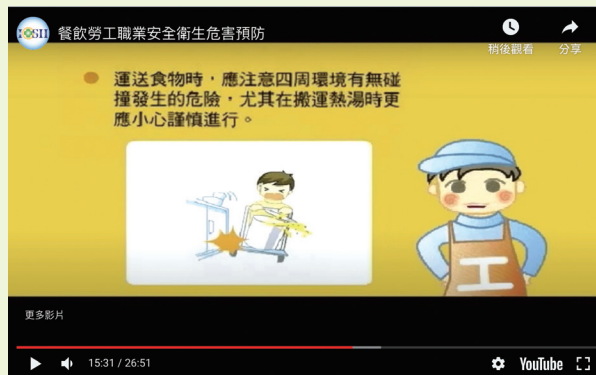 IOSH
餐飲勞工職業安全衛生危害預防
稍後觀看
分享
運送食物時,應注意四周環境有無碰
撞發生的危險,尤其在搬運熱湯時更
應小心謹慎進行。
工
更多影片
15:31 / 26:51
YouTube